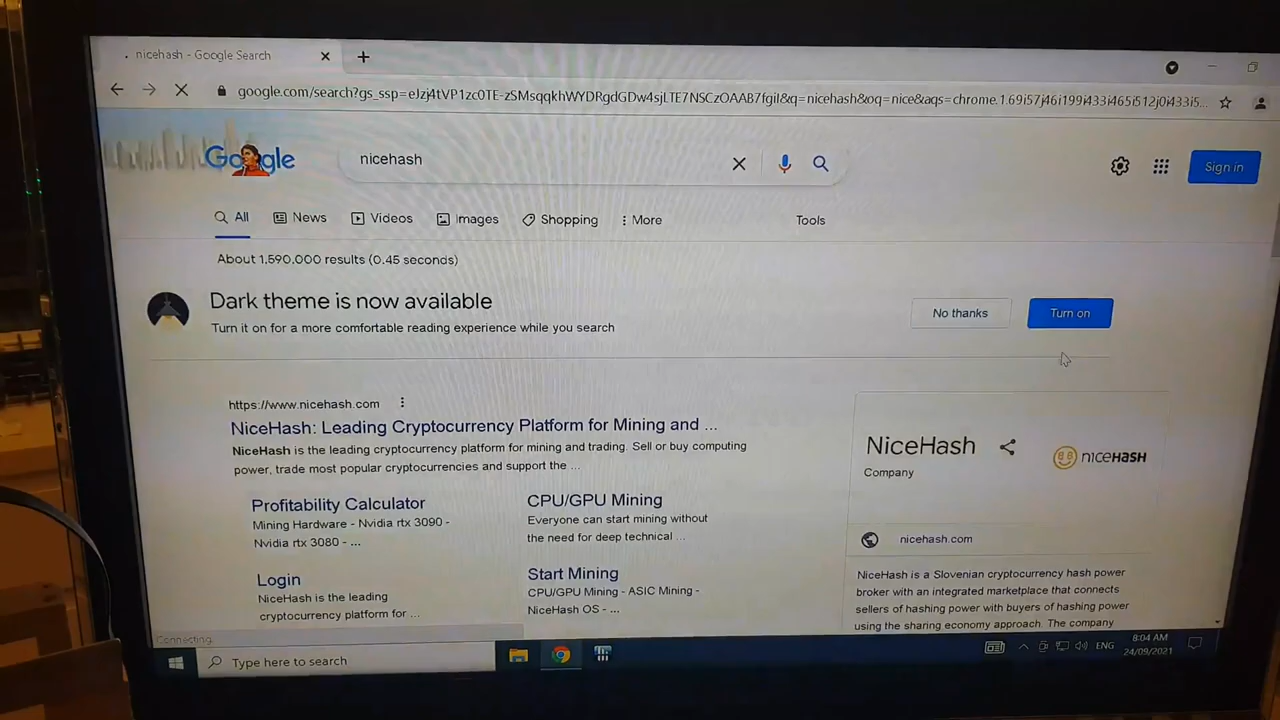 nicehash - Google Search
google.com/search?gs_ssp=eJzj4tVP1zc0TE-zSMsqqkhWYDRgdGDw4sjLTE7NSCzOAAB7fgiI&q=nicehash&oq=nice&aqs=chrome.1.69i57j46i199i433i465i512j0i433i5...
Google
nicehash
Sign in
All
News
Videos
Images
Shopping
More
Tools
About 1,590,000 results (0.45 seconds)
Dark theme is now available
Turn it on for a more comfortable reading experience while you search
No thanks
Turn on
https://www.nicehash.com
NiceHash: Leading Cryptocurrency Platform for Mining and ...
NiceHash is the leading cryptocurrency platform for mining and trading. Sell or buy computing
power, trade most popular cryptocurrencies and support the ...
Profitability Calculator
Mining Hardware - Nvidia rtx 3090 -
Nvidia rtx 3080 - ...
CPU/GPU Mining
Everyone can start mining without
the need for deep technical ...
Login
NiceHash is the leading
cryptocurrency platform for ...
Start Mining
CPU/GPU Mining - ASIC Mining -
NiceHash OS - ...
NiceHash
Company
NICEHASH
nicehash.com
NiceHash is a Slovenian cryptocurrency hash power
broker with an integrated marketplace that connects
sellers of hashing power with buyers of hashing power
using the sharing economy approach. The company
Connecting.
Type here to search
ENG
8:04 AM
24/09/2021